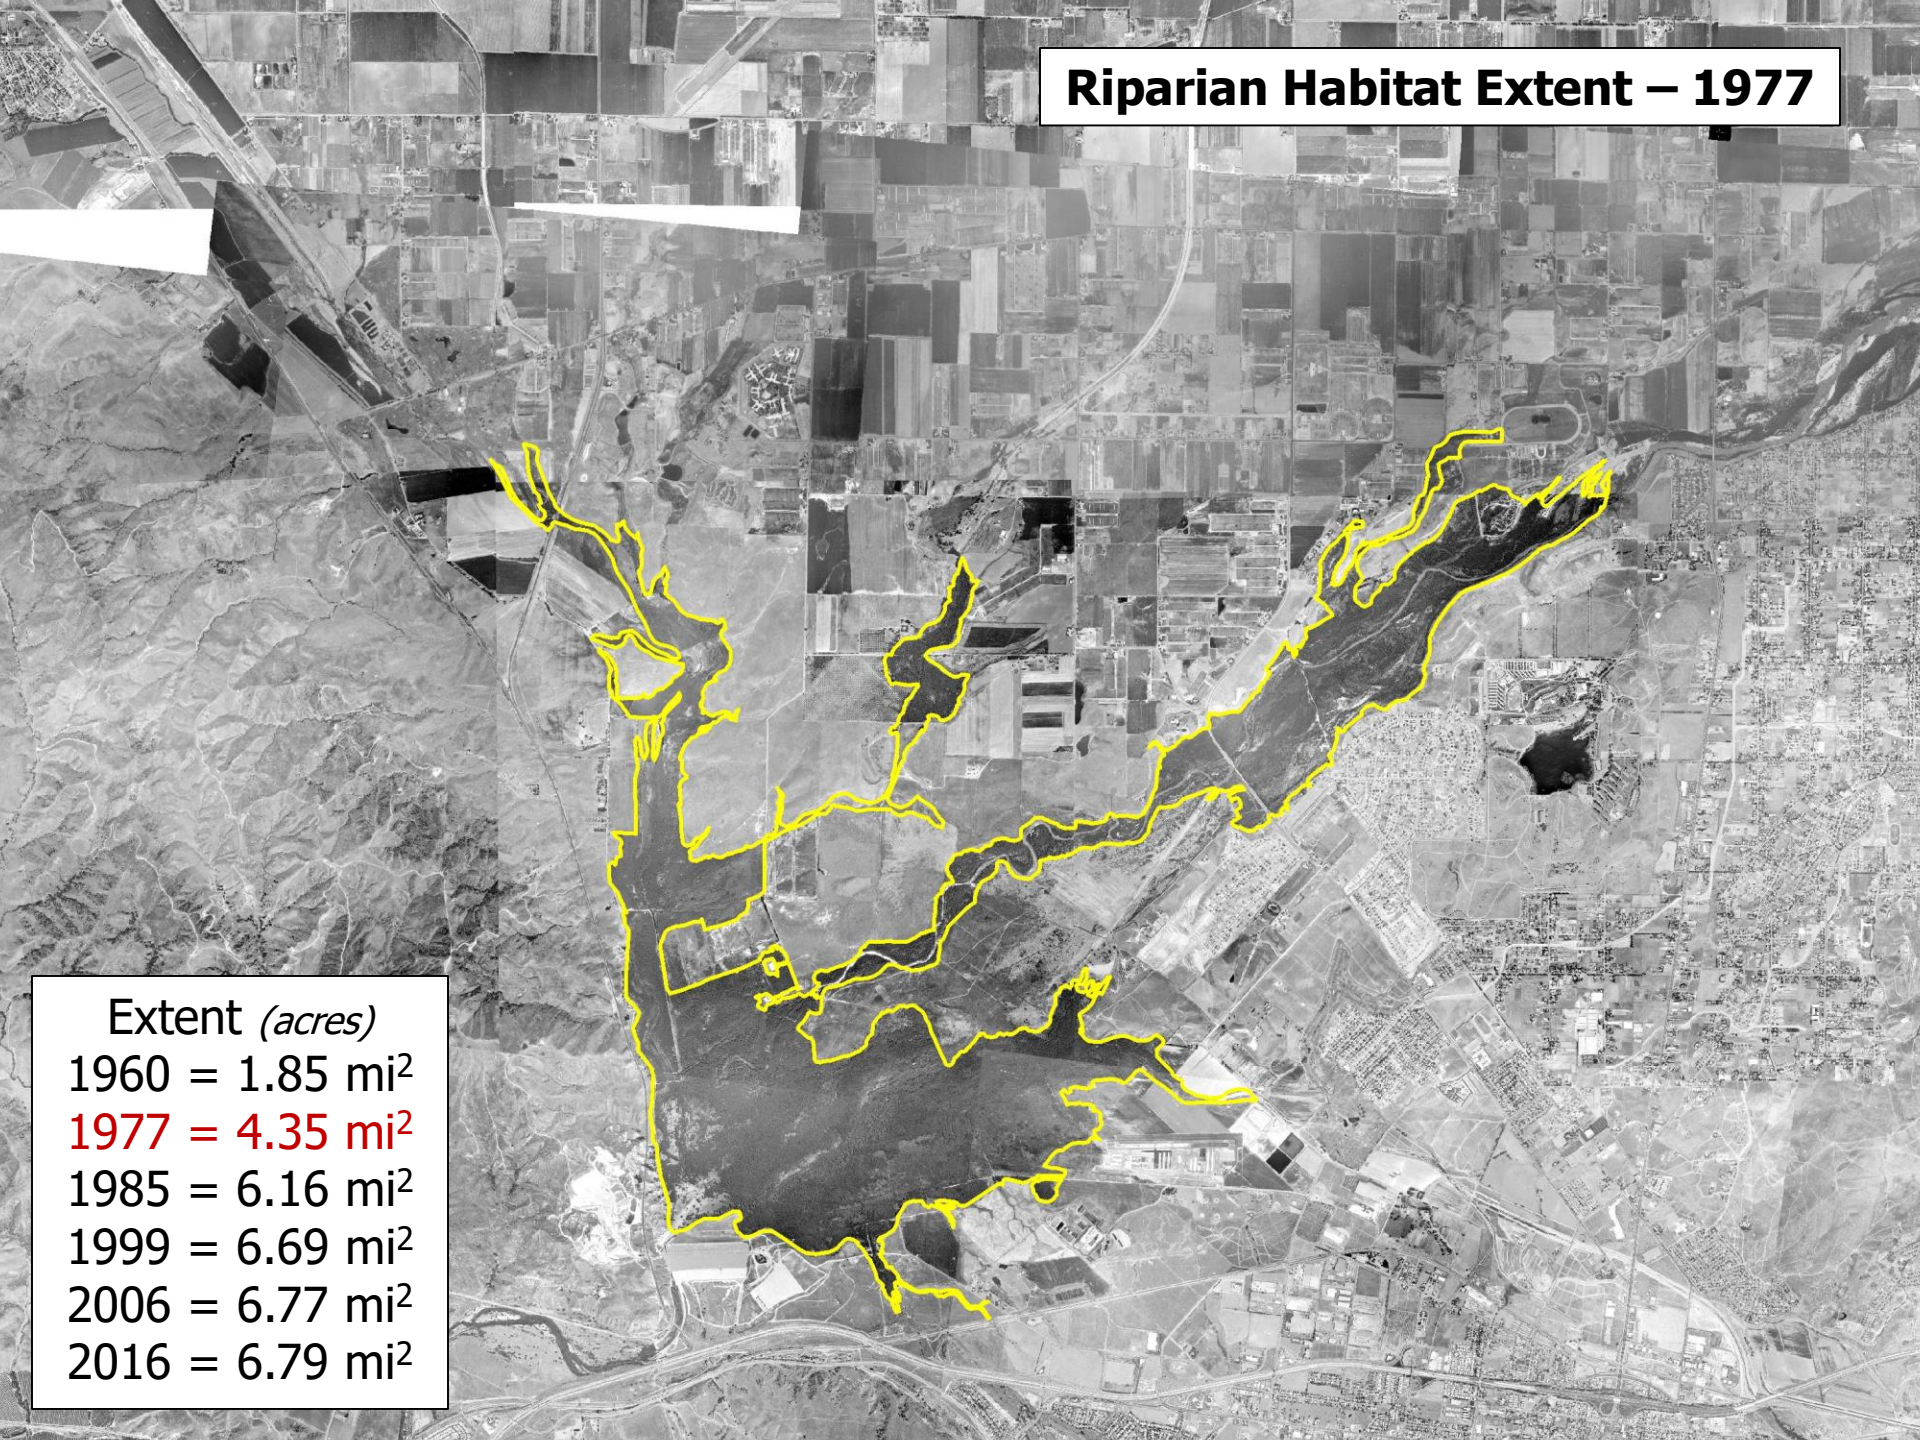 Riparian Habitat Extent – 1977
Extent (acres)
1960 = 1.85 mi²
1977 = 4.35 mi²
1985 = 6.16 mi²
1999 = 6.69 mi²
2006 = 6.77 mi²
2016 = 6.79 mi²